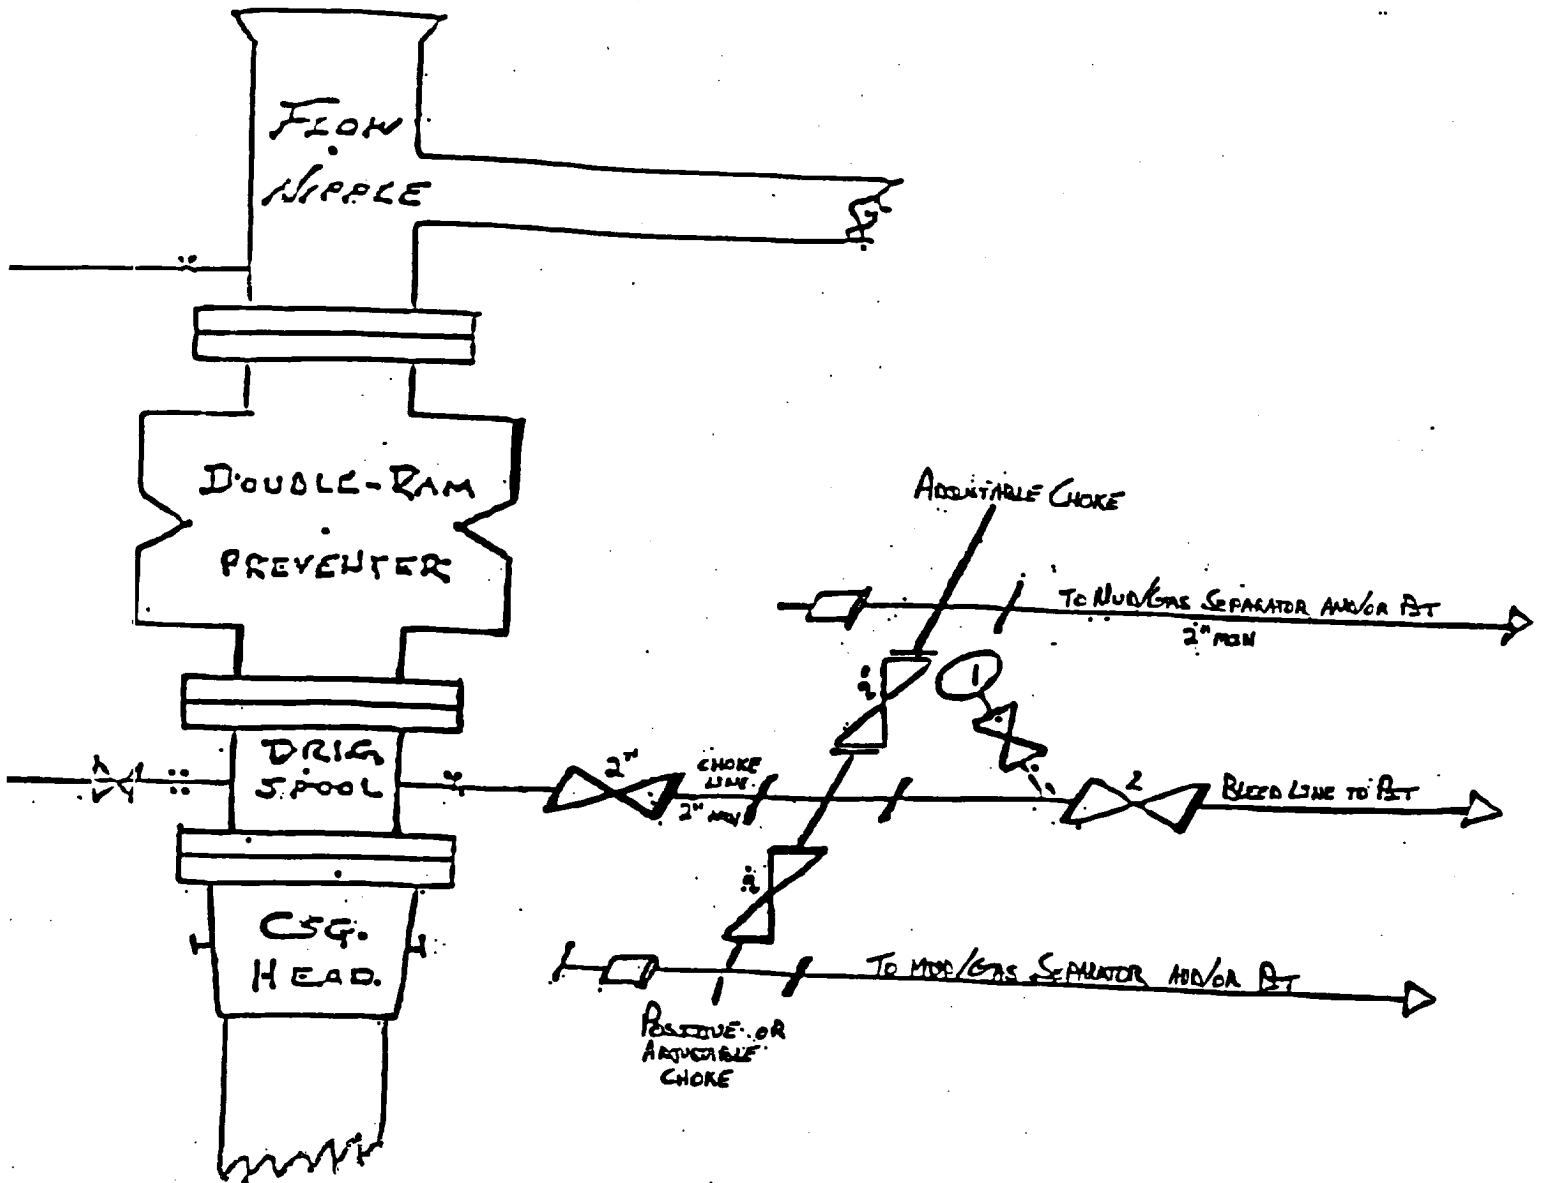 FLOW
NIPPLE
DOUBLE-RAM
PREVENTER
ADJUSTABLE CHOKE
TO MUD/GAS SEPARATOR AND/OR PIT
2" MIN
1
DRLG
SPOOL
2"
CHOKE
LINE
2" MIN
2
BLEED LINE TO PIT
CSG.
HEAD.
TO MUD/GAS SEPARATOR AND/OR PIT
POSITIVE OR
ADJUSTABLE
CHOKE